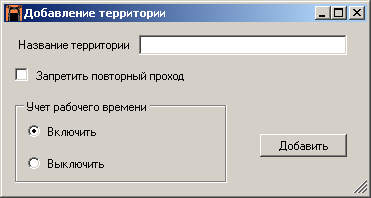 Добавление территории
Название территории
Запретить повторный проход
Учет рабочего времени
Включить
Выключить
Добавить